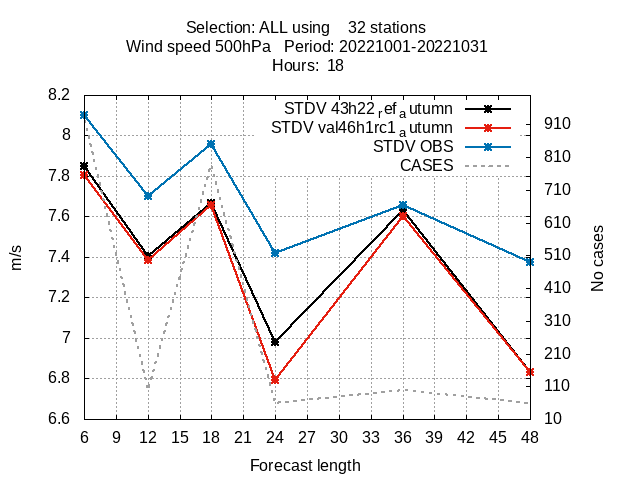 Selection: ALL using 32 stations
Wind speed 500hPa Period: 20221001-20221031
Hours: 18
STDV 43h22ref autumn
STDV val46h1rc1autumn
STDV OBS
CASES
8.2
8
7.8
7.6
7.4
7.2
7
6.8
6.6
m/s
910
810
710
610
510
410
310
210
110
10
No cases
6 9 12 15 18 21 24 27 30 33 36 39 42 45 48
Forecast length